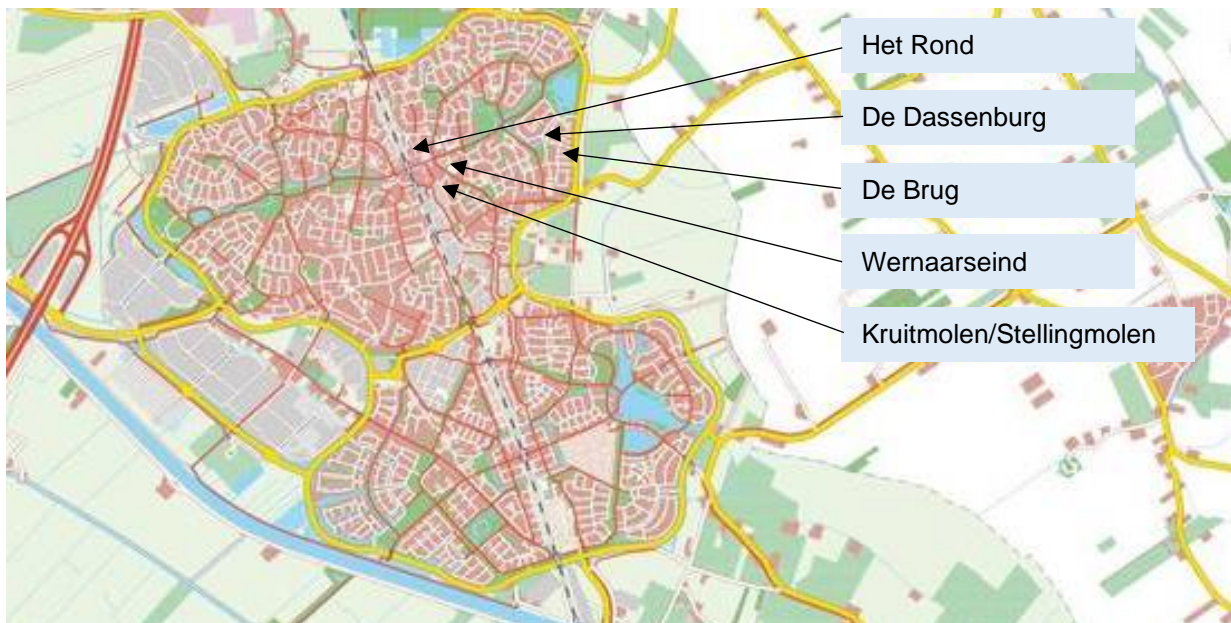 Het Rond
De Dassenburg
De Brug
Wernaarseind
Kruitmolen/Stellingmolen